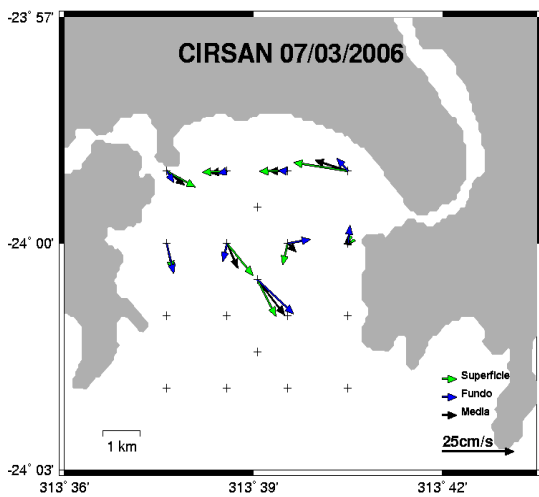 -23° 57'
CIRSAN 07/03/2006
-24° 00'
Superficie
Fundo
Media
25cm/s
1 km
-24° 03'
313° 36'
313° 39'
313° 42'